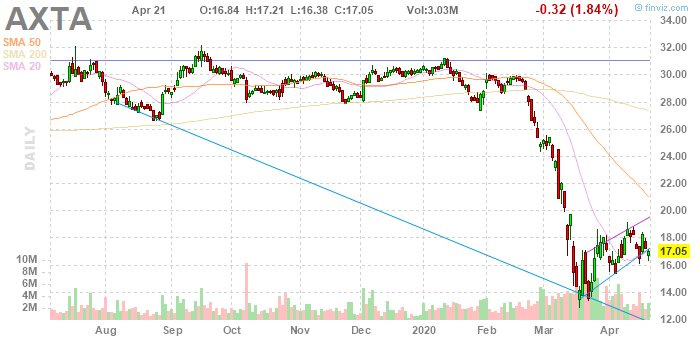 AXTA
Apr 21 O:16.84 H:17.21 L:16.38 C:17.05 Vol:3.03M -0.32 (1.84%)
© finviz.com
SMA 50
SMA 200
SMA 20
DAILY
34.00
32.00
30.00
28.00
26.00
24.00
22.00
20.00
18.00
17.05
16.00
14.00
12.00
10M
8M
6M
4M
2M
Aug Sep Oct Nov Dec 2020 Feb Mar Apr